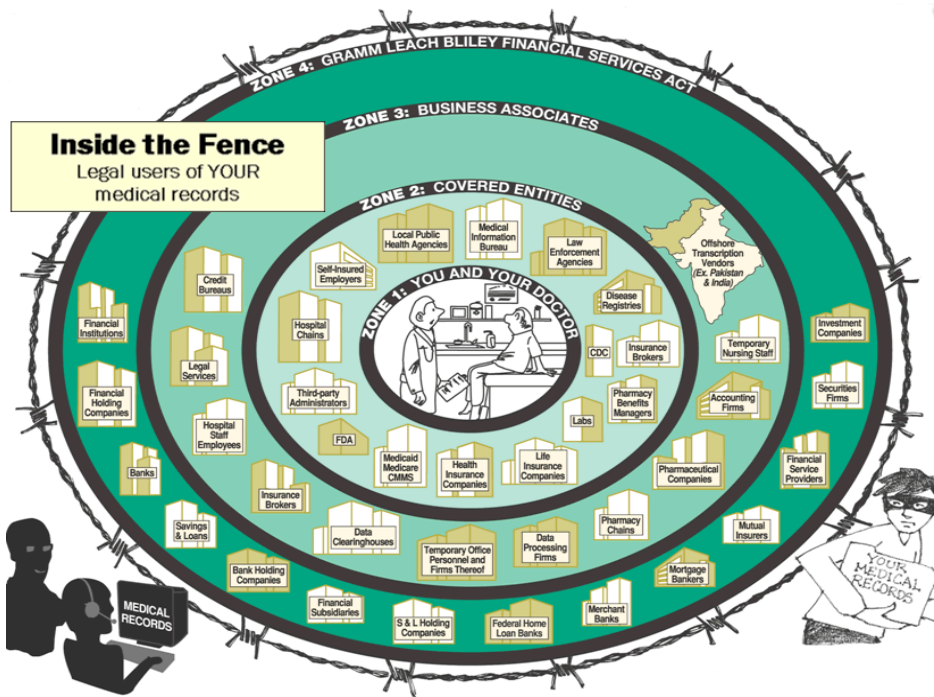 ZONE 4: GRAMM LEACH BLILEY FINANCIAL SERVICES ACT
ZONE 3: BUSINESS ASSOCIATES
Inside the Fence
Legal users of YOUR
medical records
ZONE 2: COVERED ENTITIES
Local Public
Health Agencies
Medical
Information
Bureau
Law
Enforcement
Agencies
Offshore
Transcription
Vendors
(Ex. Pakistan
& India)
Credit
Bureaus
Self-Insured
Employers
ZONE 1: YOU AND YOUR DOCTOR
Disease
Registries
Financial
Institutions
Hospital
Chains
CDC
Insurance
Brokers
Temporary
Nursing Staff
Investment
Companies
Legal
Services
Financial
Holding
Companies
Third-party
Administrators
Pharmacy
Benefits
Managers
Accounting
Firms
Securities
Firms
Hospital
Staff
Employees
FDA
Labs
Medicaid
Medicare
CMMS
Health
Insurance
Companies
Life
Insurance
Companies
Pharmaceutical
Companies
Financial
Service
Providers
Banks
Insurance
Brokers
Savings
& Loans
Data
Clearinghouses
Temporary Office
Personnel and
Firms Thereof
Data
Processing
Firms
Pharmacy
Chains
Mutual
Insurers
Bank Holding
Companies
Financial
Subsidiaries
S & L Holding
Companies
Federal Home
Loan Banks
Merchant
Banks
Mortgage
Bankers
MEDICAL
RECORDS
YOUR
MEDICAL
RECORDS